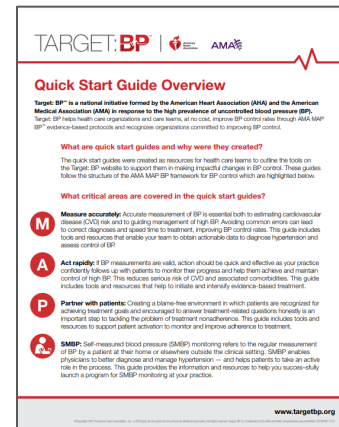 TARGET:BP™ | American Heart Association AMA
Quick Start Guide Overview
Target: BP™ is a national initiative formed by the American Heart Association (AHA) and the American
Medical Association (AMA) in response to the high prevalence of uncontrolled blood pressure (BP).
Target: BP helps health care organizations and care teams, at no cost, improve BP control rates through AMA MAP
BP™ evidence-based protocols and recognizes organizations committed to improving BP control.
What are quick start guides and why were they created?
The quick start guides were created as resources for health care teams to outline the tools on
the Target: BP website to support them in making impactful changes in BP control. These guides
follow the structure of the AMA MAP BP framework for BP control which are highlighted below.
What critical areas are covered in the quick start guides?
M
Measure accurately: Accurate measurement of BP is essential both to estimating cardiovascular
disease (CVD) risk and to guiding management of high BP. Avoiding common errors can lead
to correct diagnoses and speed time to treatment, improving BP control rates. This guide includes
tools and resources that enable your team to obtain actionable data to diagnose hypertension and
assess control of BP.
A
Act rapidly: If BP measurements are valid, action should be quick and effective as your practice
confidently follows up with patients to monitor their progress and help them achieve and maintain
control of high BP. This reduces serious risk of CVD and associated comorbidities. This guide
includes tools and resources that help to initiate and intensify evidence-based treatment.
P
Partner with patients: Creating a blame-free environment in which patients are recognized for
achieving treatment goals and encouraged to answer treatment-related questions honestly is an
important step to tackling the problem of treatment nonadherence. This guide includes tools and
resources to support patient activation to monitor and improve adherence to treatment.
SMBP: Self-measured blood pressure (SMBP) monitoring refers to the regular measurement
of BP by a patient at their home or elsewhere outside the clinical setting. SMBP enables
physicians to better diagnose and manage hypertension — and helps patients to take an active
role in the process. This guide provides the information and resources to help you success-sfully
launch a program for SMBP monitoring at your practice.
www.targetbp.org